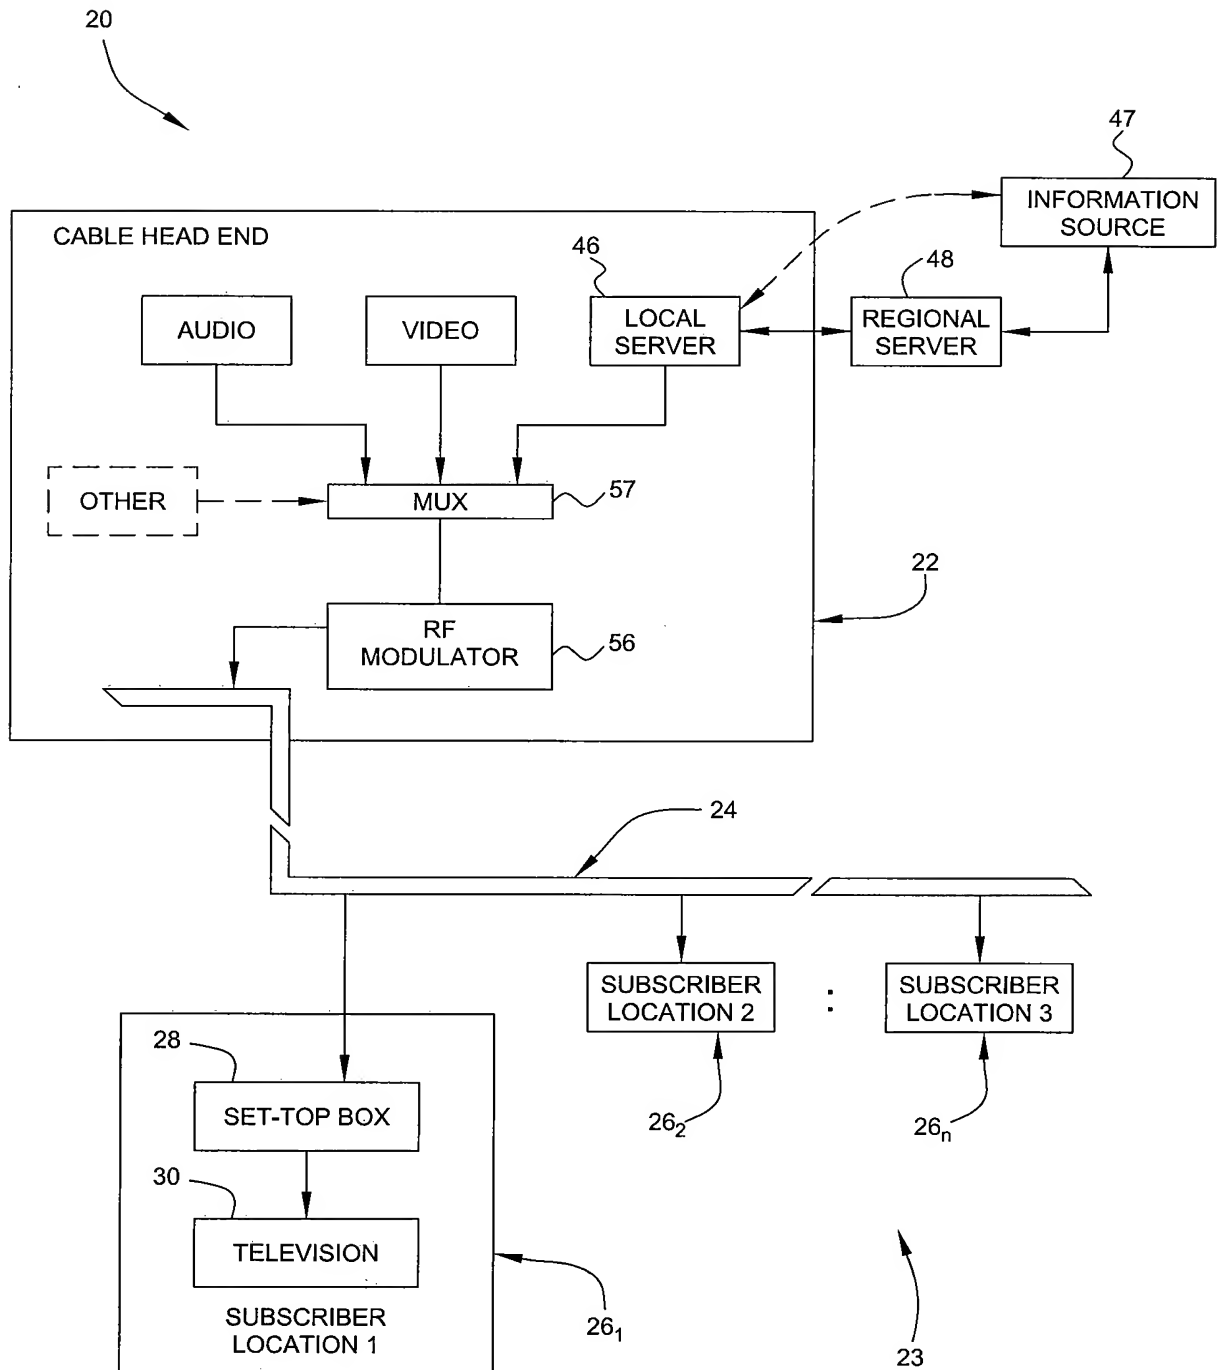 20
47
INFORMATION
SOURCE
CABLE HEAD END
46
48
AUDIO
VIDEO
LOCAL
SERVER
REGIONAL
SERVER
OTHER
MUX
57
22
RF
MODULATOR
56
24
SUBSCRIBER
LOCATION 2
:
SUBSCRIBER
LOCATION 3
28
SET-TOP BOX
26₂
26ₙ
30
TELEVISION
SUBSCRIBER
LOCATION 1
26₁
23